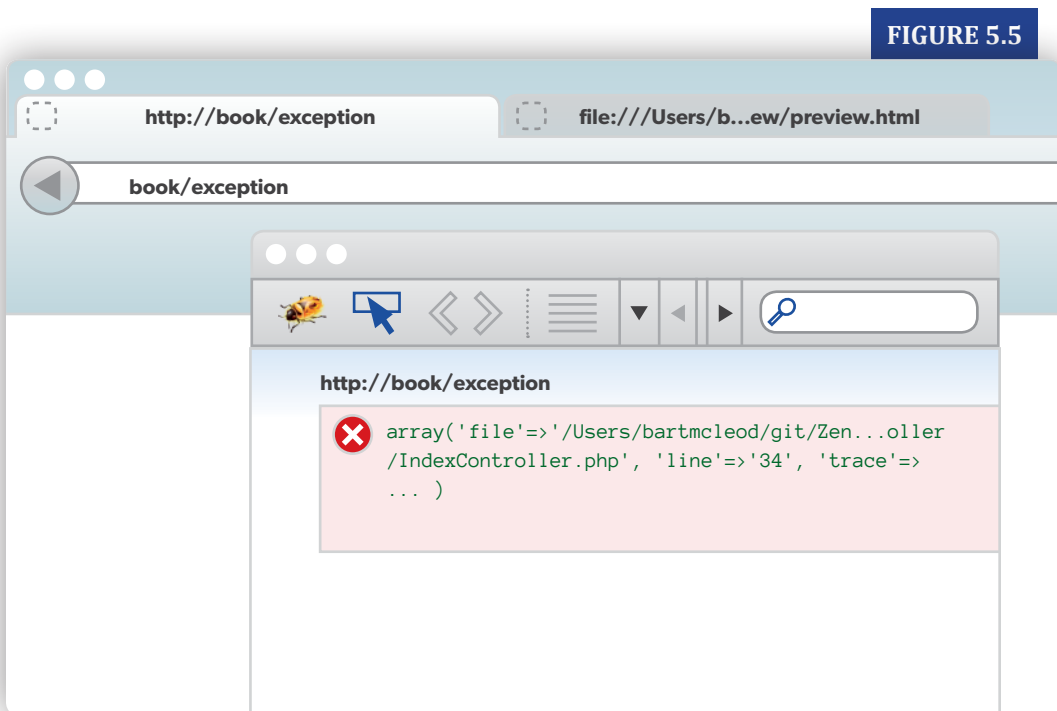 FIGURE 5.5
http://book/exception
file:///Users/b...ew/preview.html
book/exception
http://book/exception
array('file'=>'/Users/bartmcleod/git/Zen...oller
/IndexController.php', 'line'=>'34', 'trace'=>
... )